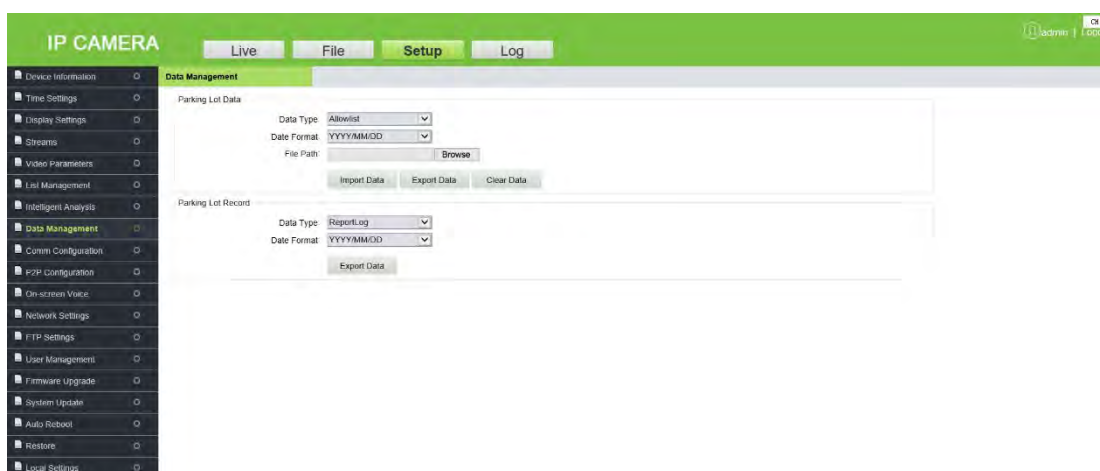 IP CAMERA
Live
File
Setup
Log
admin |
Device Information
Time Settings
Display Settings
Streams
Video Parameters
List Management
Intelligent Analysis
Data Management
Comm Configuration
P2P Configuration
On-screen Voice
Network Settings
FTP Settings
User Management
Firmware Upgrade
System Update
Auto Reboot
Restore
Local Settings
Data Management
Parking Lot Data
Data Type Allowlist
Date Format YYYY/MM/DD
File Path Browse
Import Data Export Data Clear Data
Parking Lot Record
Data Type ReportLog
Date Format YYYY/MM/DD
Export Data